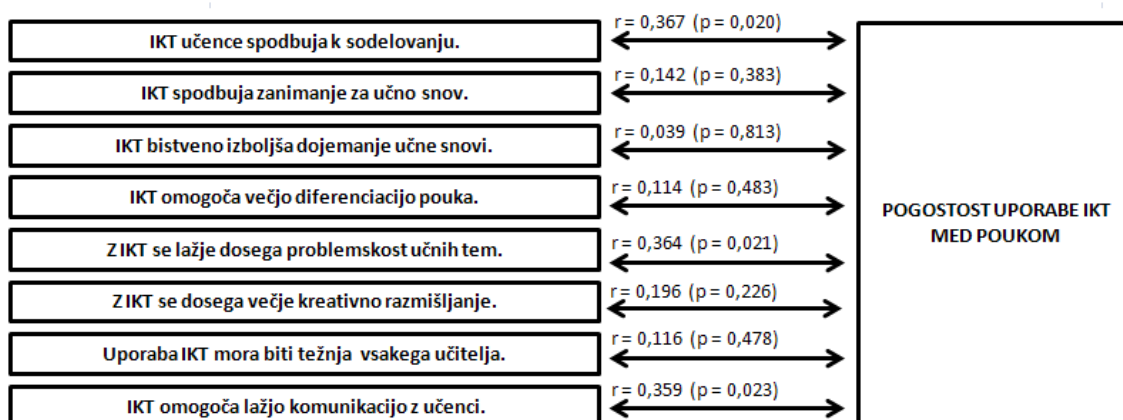 IKT učence spodbuja k sodelovanju.
r = 0,367 (p = 0,020)
IKT spodbuja zanimanje za učno snov.
r = 0,142 (p = 0,383)
IKT bistveno izboljša dojemanje učne snovi.
r = 0,039 (p = 0,813)
IKT omogoča večjo diferenciacijo pouka.
r = 0,114 (p = 0,483)
Z IKT se lažje dosega problemskost učnih tem.
r = 0,364 (p = 0,021)
Z IKT se dosega večje kreativno razmišljanje.
r = 0,196 (p = 0,226)
Uporaba IKT mora biti težnja vsakega učitelja.
r = 0,116 (p = 0,478)
IKT omogoča lažjo komunikacijo z učenci.
r = 0,359 (p = 0,023)
POGOSTOST UPORABE IKT
MED POUKOM